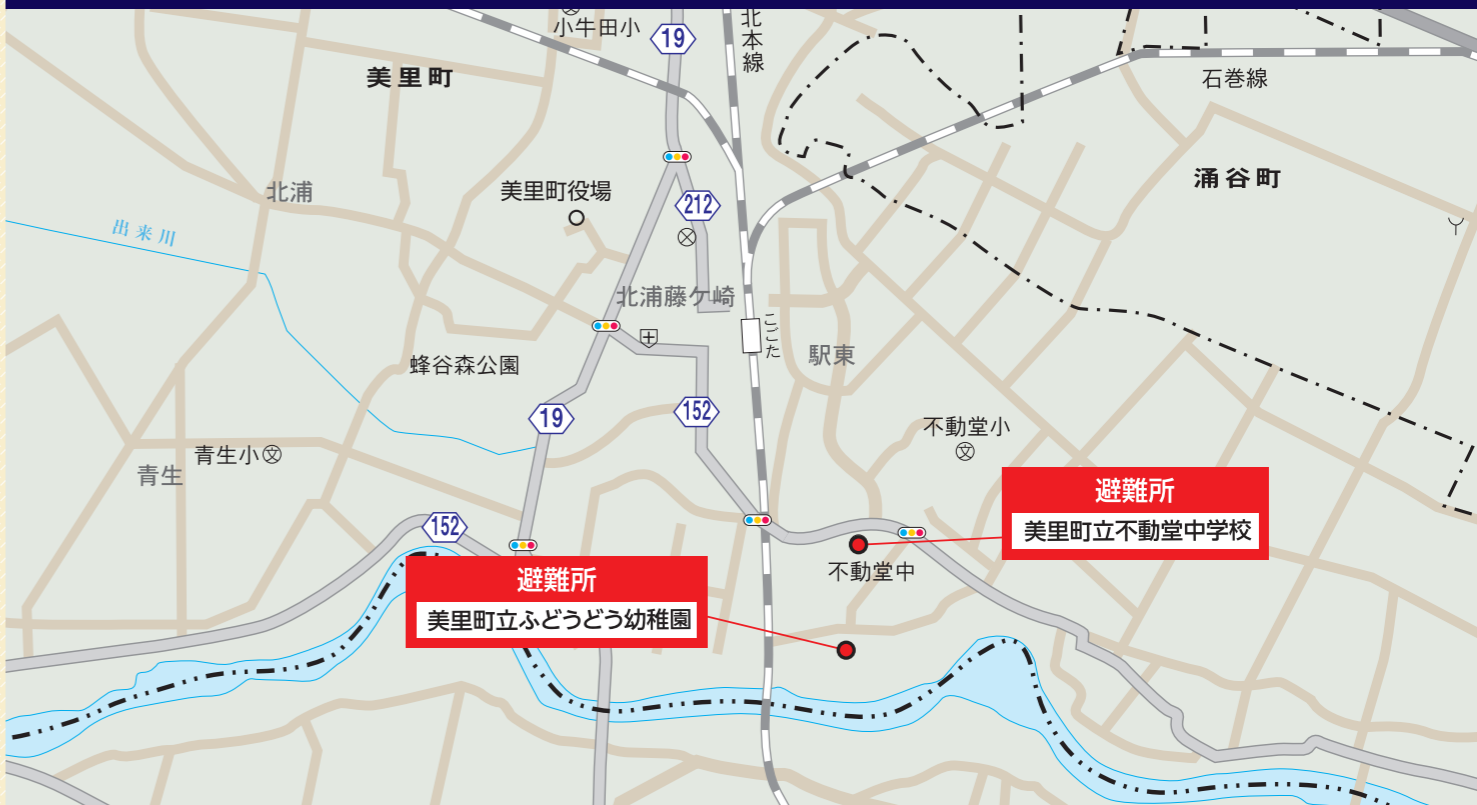 小牛田小
19
北本線
美里町
石巻線
涌谷町
北浦
美里町役場
212
出来川
北浦藤ケ崎
こごた
駅東
蜂谷森公園
19
152
不動堂小
文
青生小文
青生
避難所
美里町立不動堂中学校
152
不動堂中
避難所
美里町立ふどうどう幼稚園